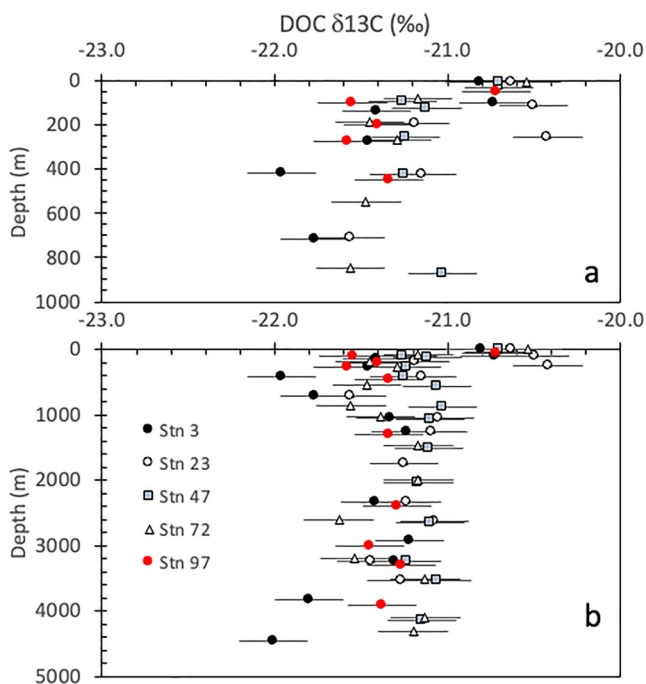 DOC δ13C (‰)
-23.0 -22.0 -21.0 -20.0
0
200
400
600
800
1000
Depth (m)
a
-23.0 -22.0 -21.0 -20.0
0
1000
2000
3000
4000
5000
Depth (m)
Stn 3
Stn 23
Stn 47
Stn 72
Stn 97
b